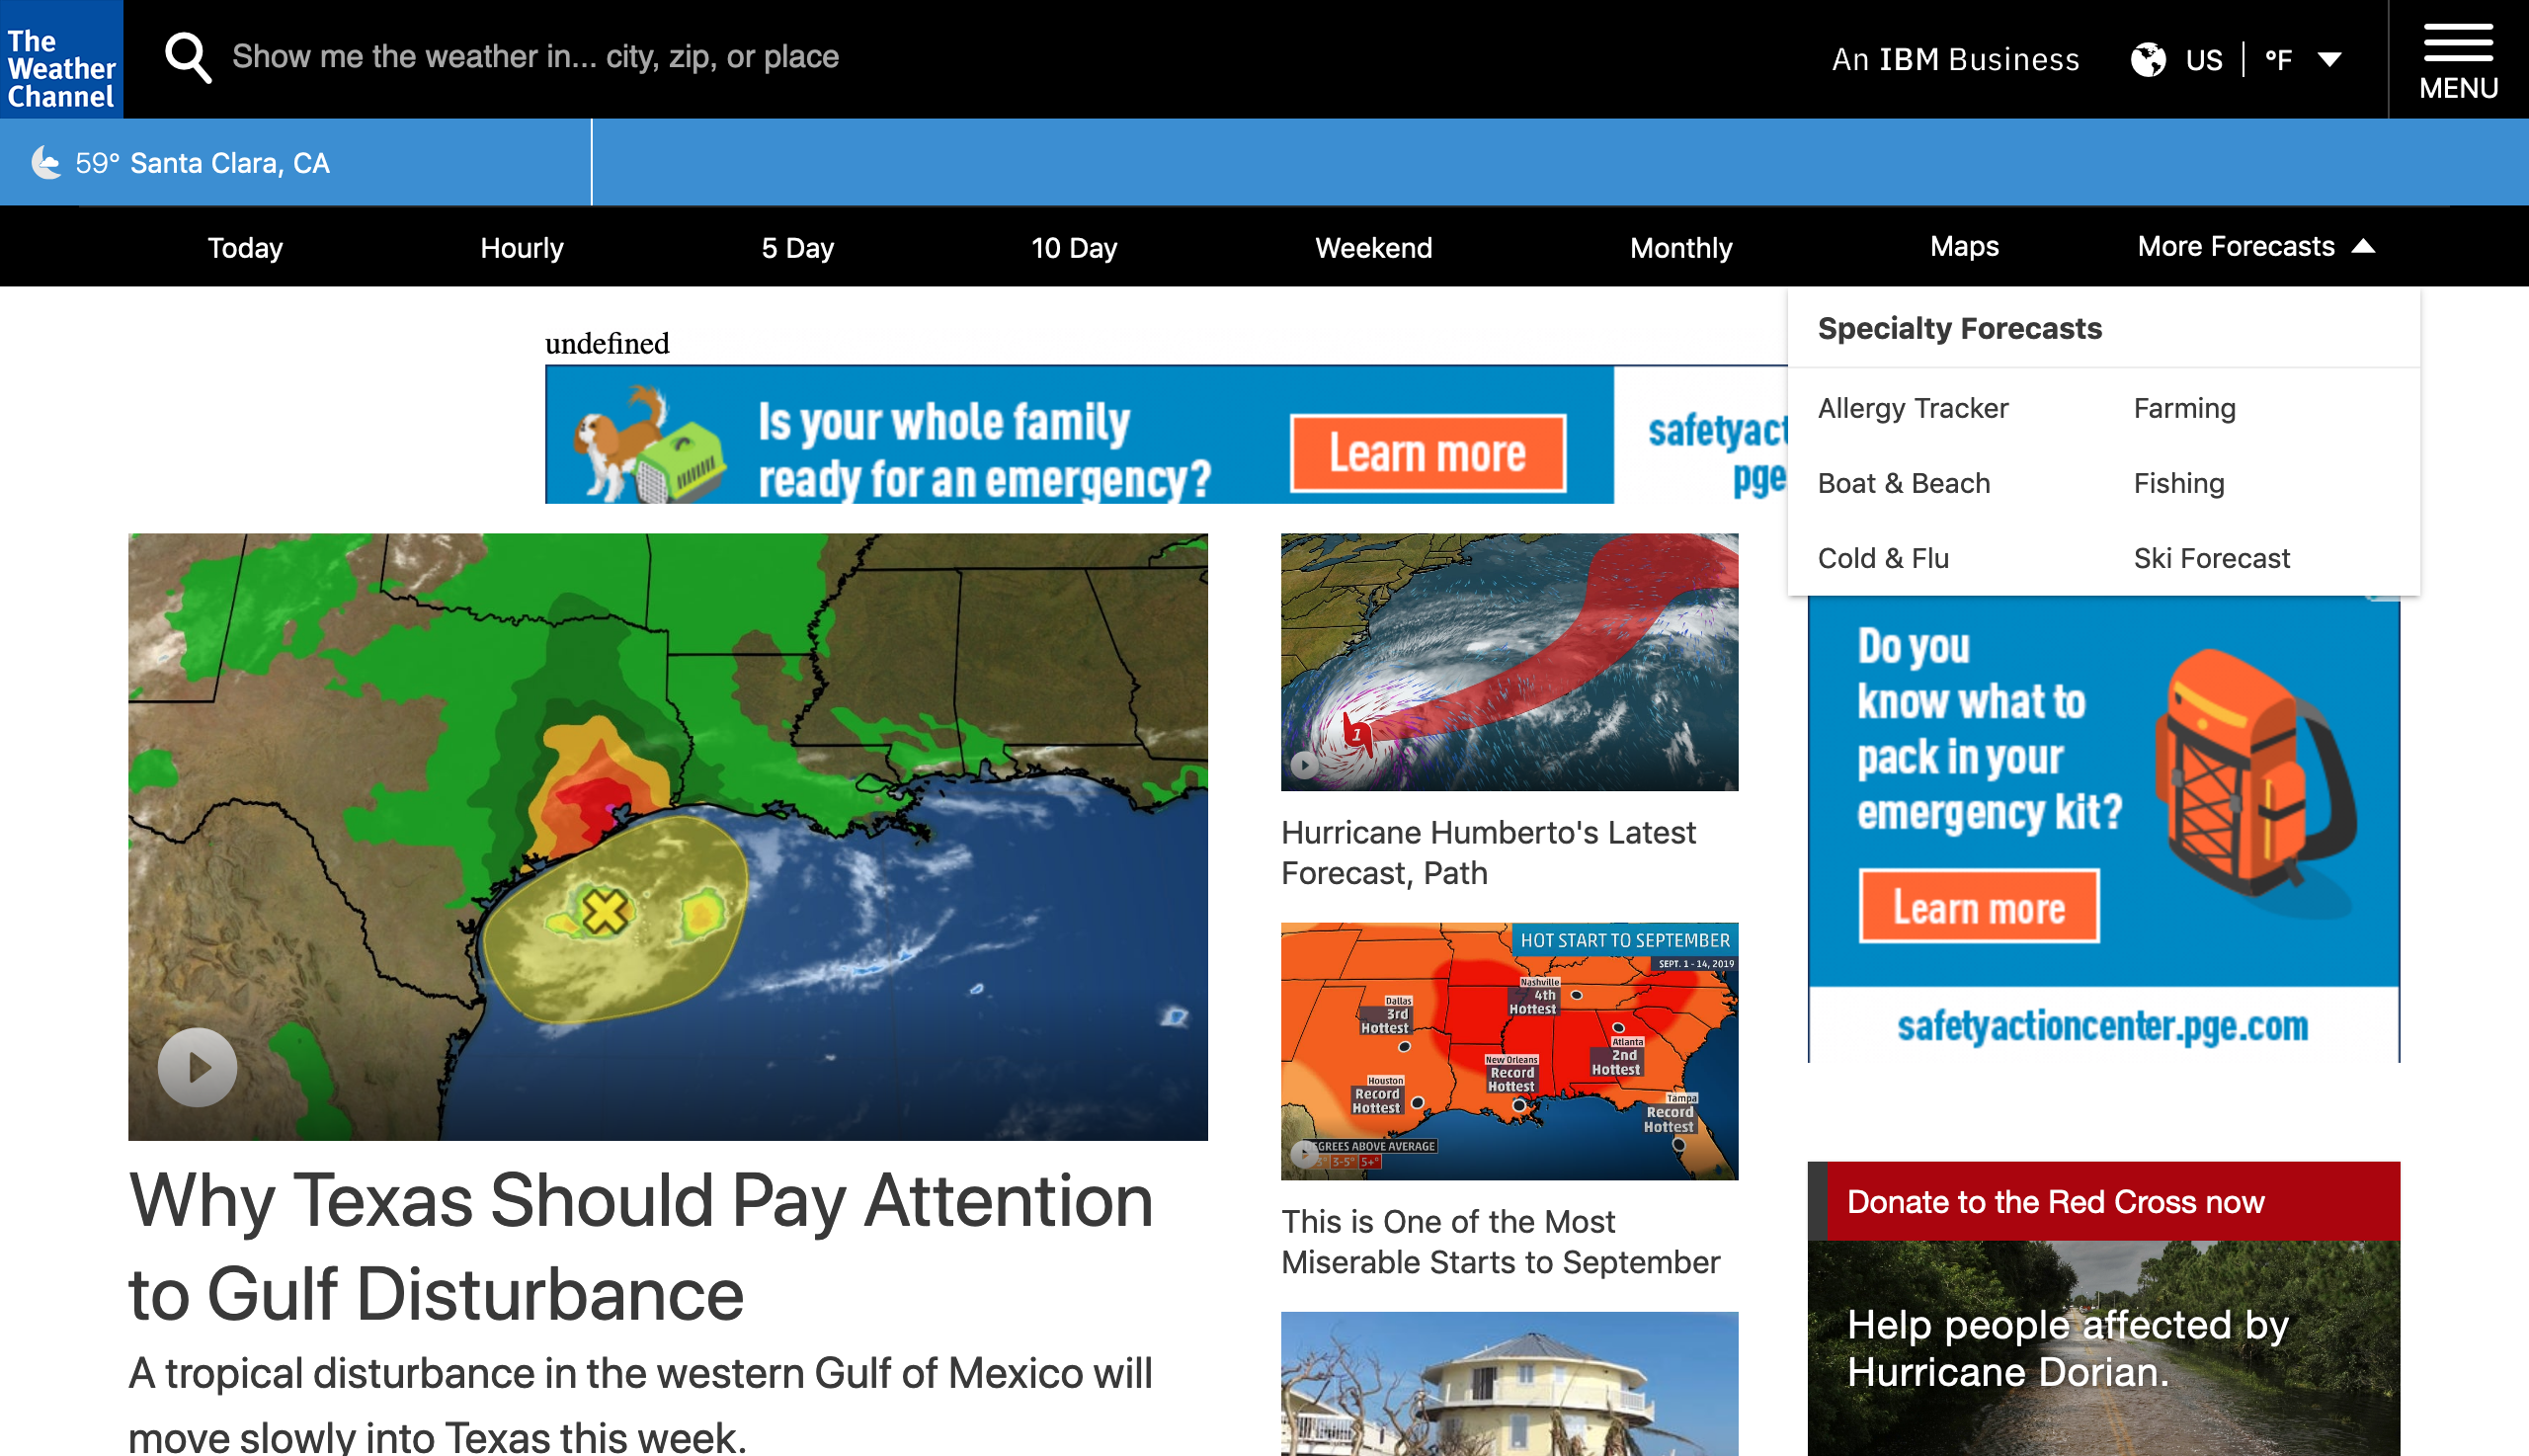 The
Weather
Channel
Show me the weather in... city, zip, or place
An IBM Business
US
°F
MENU
59° Santa Clara, CA
Today
Hourly
5 Day
10 Day
Weekend
Monthly
Maps
More Forecasts
undefined
Is your whole family
ready for an emergency?
Learn more
safetyact
pge
Specialty Forecasts
Allergy Tracker
Farming
Boat & Beach
Fishing
Cold & Flu
Ski Forecast
Why Texas Should Pay Attention
to Gulf Disturbance
A tropical disturbance in the western Gulf of Mexico will
move slowly into Texas this week.
1
Hurricane Humberto's Latest
Forecast, Path
HOT START TO SEPTEMBER
SEPT. 1 - 14, 2019
Nashville
4th
Hottest
Dallas
3rd
Hottest
Atlanta
2nd
Hottest
New Orleans
Record
Hottest
Houston
Record
Hottest
Tampa
Record
Hottest
EGREES ABOVE AVERAGE
3-5° 5+°
This is One of the Most
Miserable Starts to September
Do you
know what to
pack in your
emergency kit?
Learn more
safetyactioncenter.pge.com
Donate to the Red Cross now
Help people affected by
Hurricane Dorian.